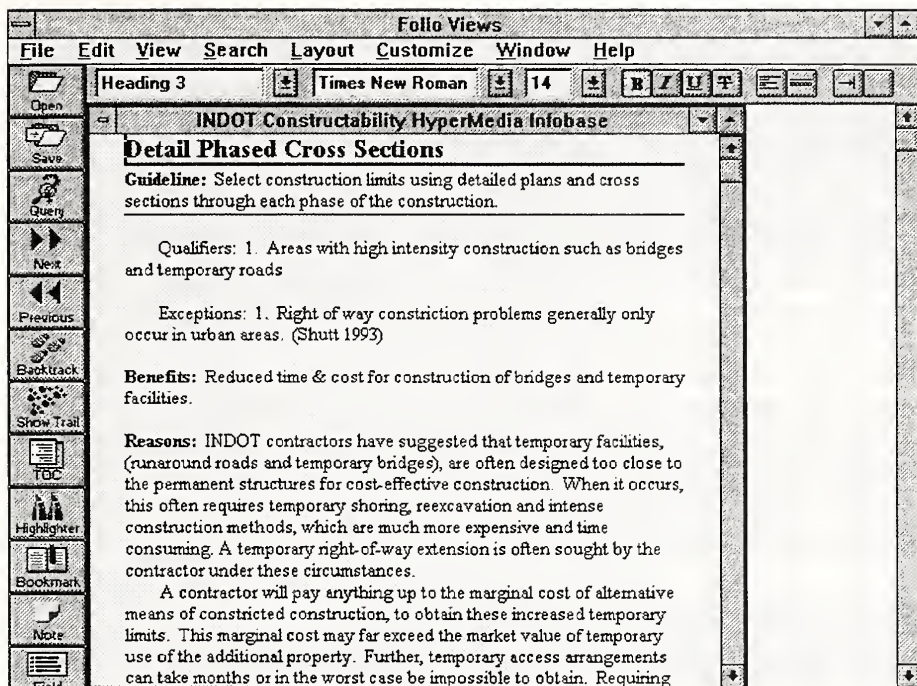 Folio Views
File Edit View Search Layout Customize Window Help
Heading 3 Times New Roman 14 B I U T
Open
Save
Query
Next
Previous
Backtrack
Show Trail
TOC
Highlighter
Bookmark
Note
Field
INDOT Constructability HyperMedia Infobase
Detail Phased Cross Sections
Guideline: Select construction limits using detailed plans and cross
sections through each phase of the construction.
Qualifiers: 1. Areas with high intensity construction such as bridges
and temporary roads
Exceptions: 1. Right of way constriction problems generally only
occur in urban areas. (Shutt 1993)
Benefits: Reduced time & cost for construction of bridges and temporary
facilities.
Reasons: INDOT contractors have suggested that temporary facilities,
(runaround roads and temporary bridges), are often designed too close to
the permanent structures for cost-effective construction. When it occurs,
this often requires temporary shoring, reexcavation and intense
construction methods, which are much more expensive and time
consuming. A temporary right-of-way extension is often sought by the
contractor under these circumstances.
A contractor will pay anything up to the marginal cost of alternative
means of constricted construction, to obtain these increased temporary
limits. This marginal cost may far exceed the market value of temporary
use of the additional property. Further, temporary access arrangements
can take months or in the worst case be impossible to obtain. Requiring